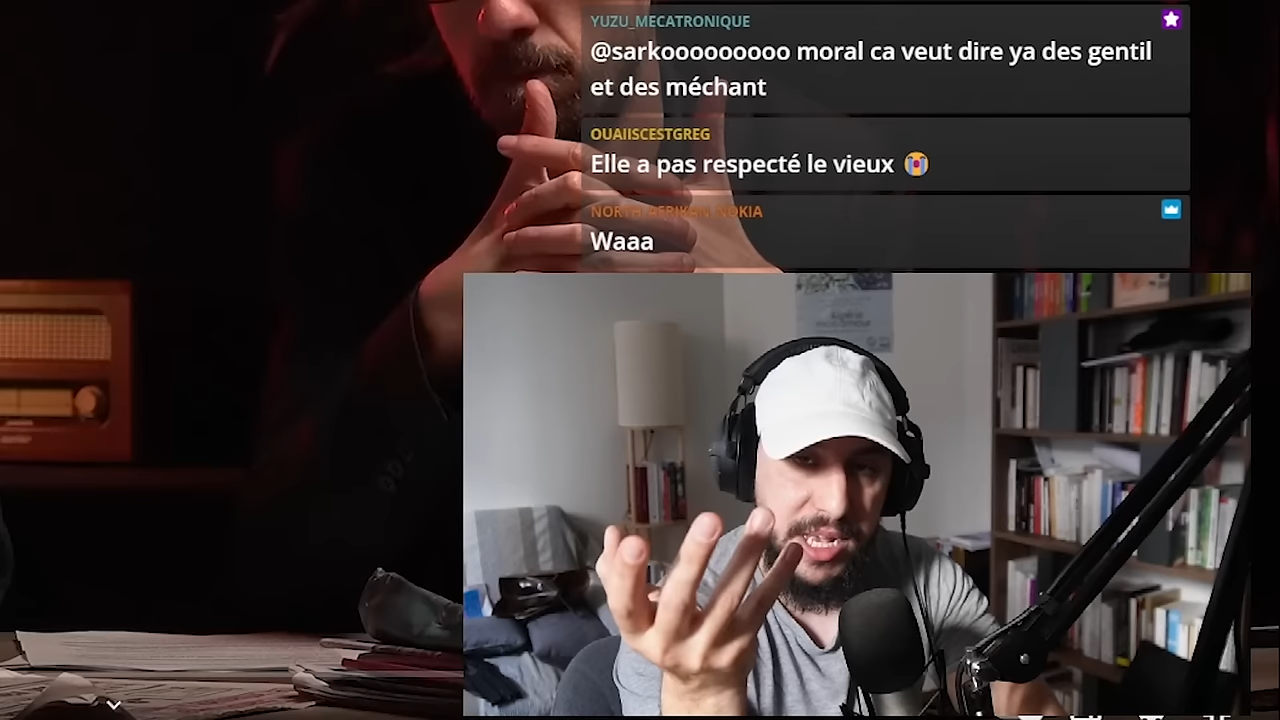 YUZU_MECATRONIQUE
@sarkooooooooo moral ca veut dire ya des gentil
et des méchant
OUAIISCESTGREG
Elle a pas respecté le vieux 😭
Waaa